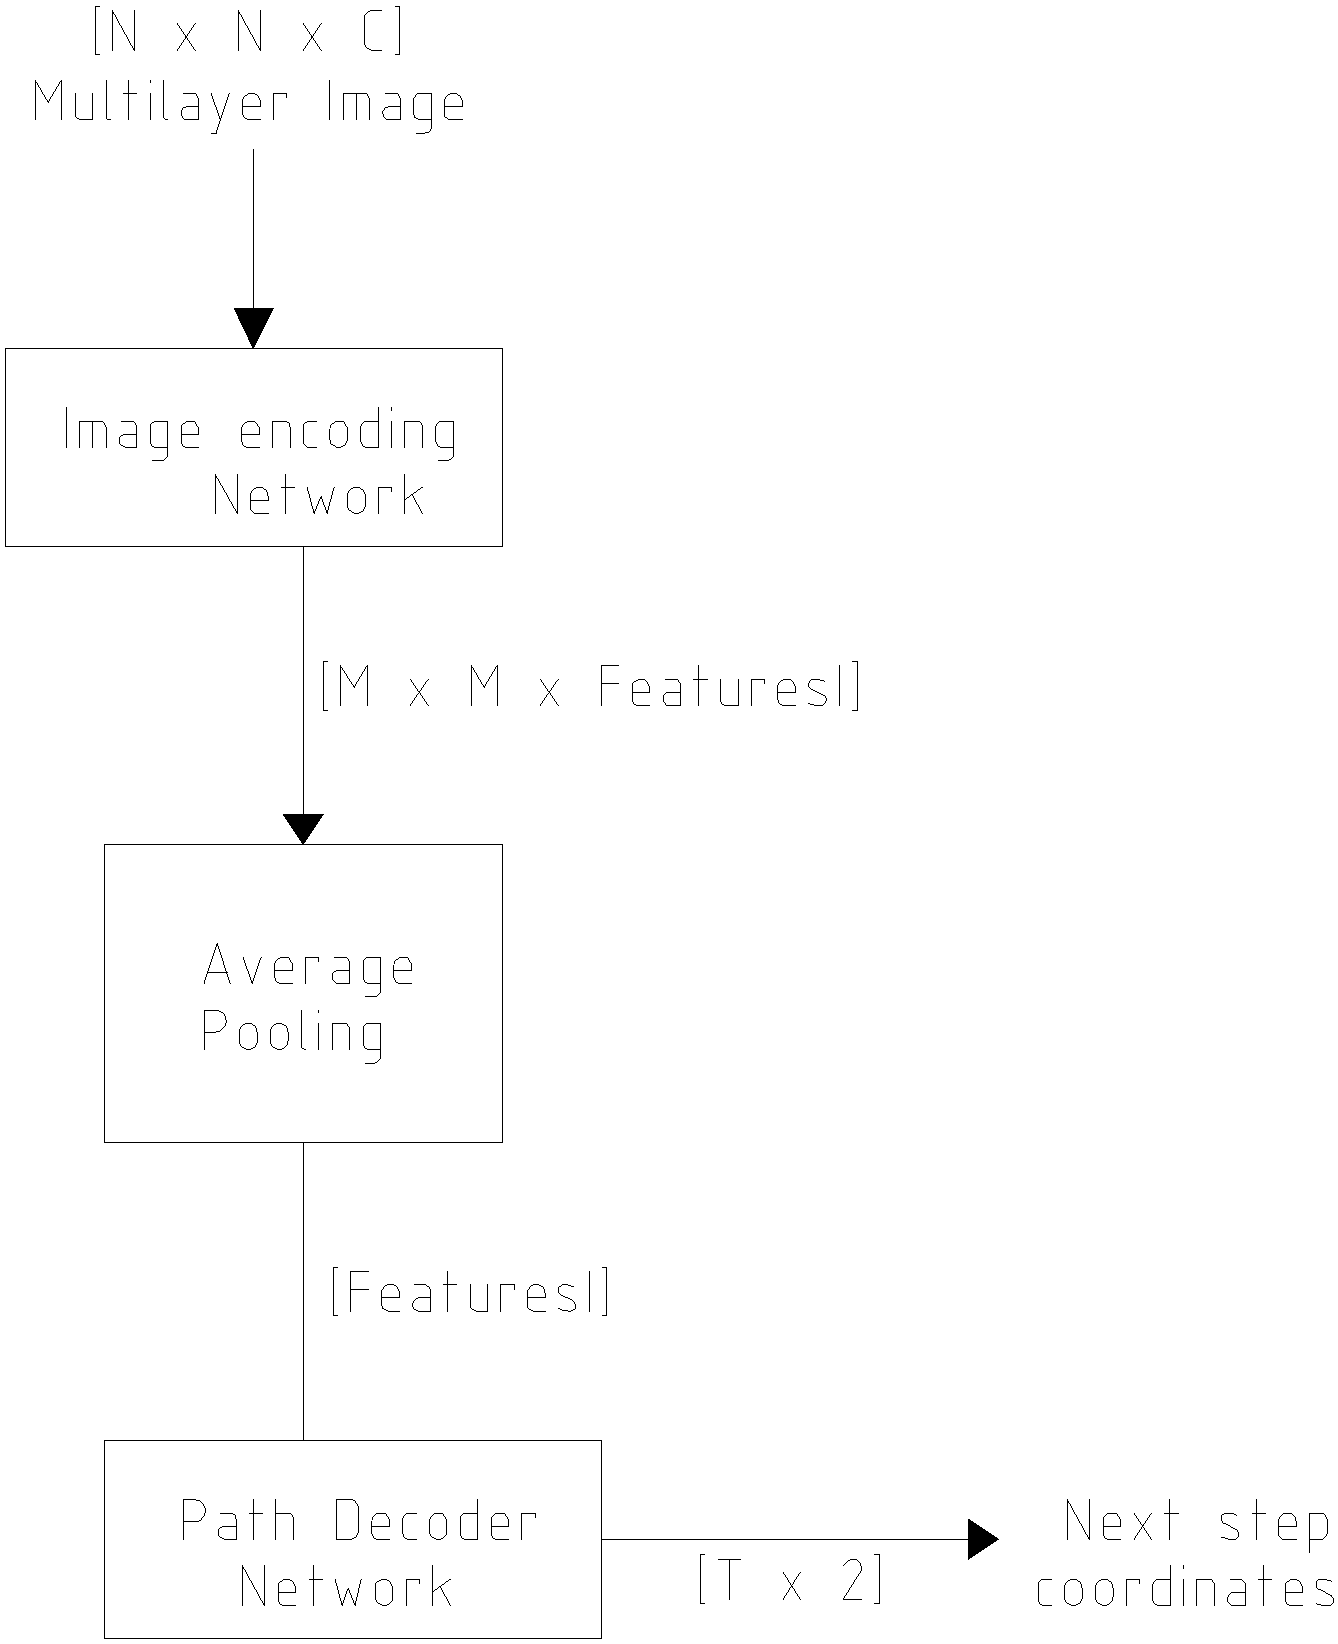 [N x N x C]
Multilayer Image
Image encoding
Network
[M x M x FeaturesI]
Average
Pooling
[FeaturesI]
Path Decoder
Network
[T x 2]
Next step
coordinates